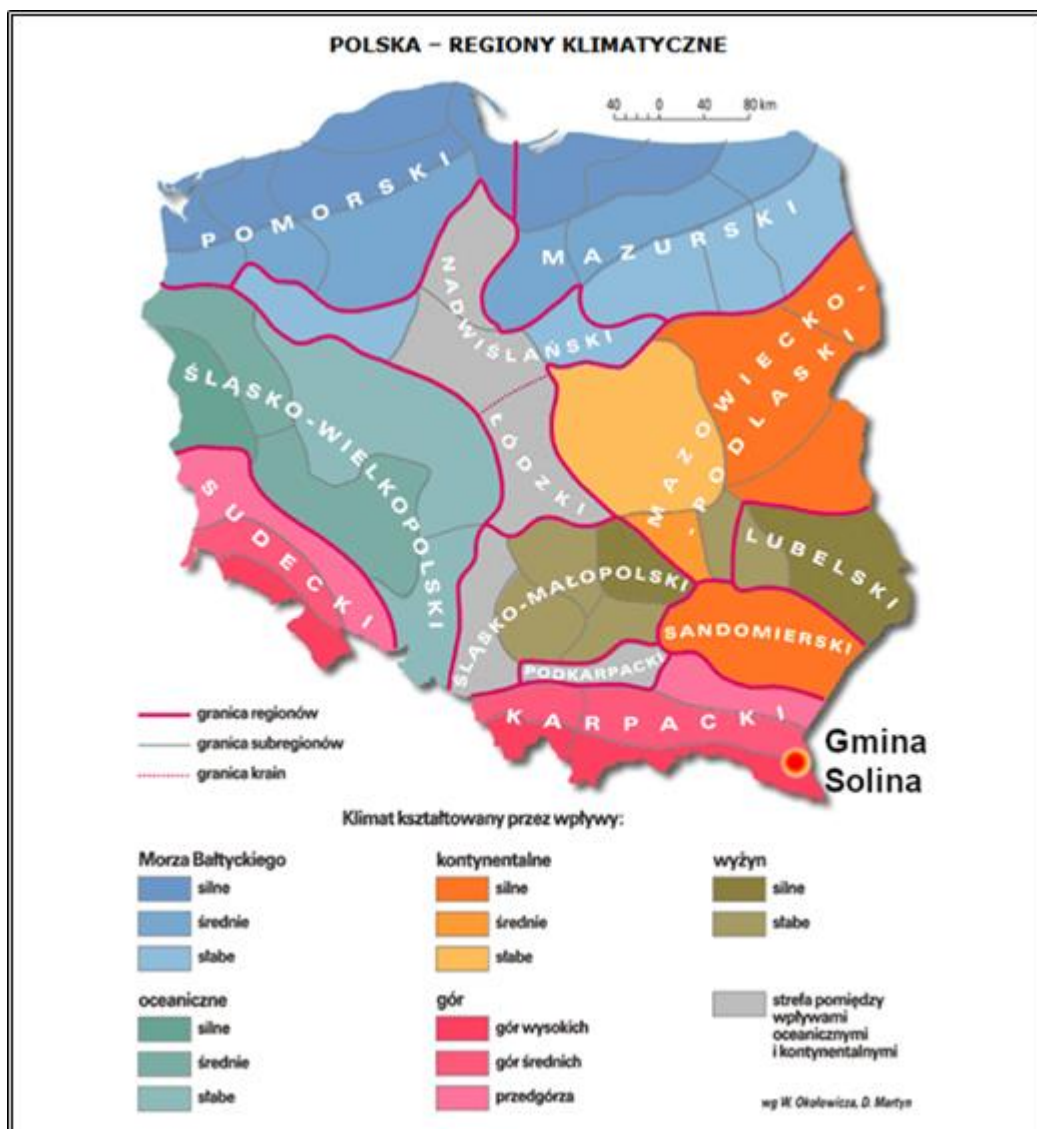 POLSKA – REGIONY KLIMATYCZNE
40 0 40 80 km
POMORSKI
MAZURSKI
NADWIŚLAŃSKI
MAZOWIECKO-
-PODLASKI
ŚLĄSKO-WIELKOPOLSKI
ŁÓDZKI
SUDECKI
LUBELSKI
ŚLĄSKO-MAŁOPOLSKI
SANDOMIERSKI
PODKARPACKI
KARPACKI
Gmina
Solina
granica regionów
granica subregionów
granica krain
Klimat kształtowany przez wpływy:
Morza Bałtyckiego
silne
średnie
słabe
kontynentalne
silne
średnie
słabe
wyżyn
silne
słabe
oceaniczne
silne
średnie
słabe
gór
gór wysokich
gór średnich
przedgórza
strefa pomiędzy
wpływami
oceanicznymi
i kontynentalnymi
wg W. Okołowicza, D. Martyn